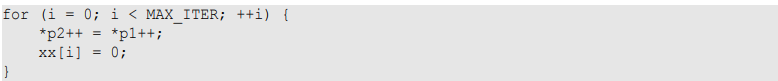 for (i = 0; i < MAX_ITER; ++i) {
    *p2++ = *p1++;
    xx[i] = 0;
}